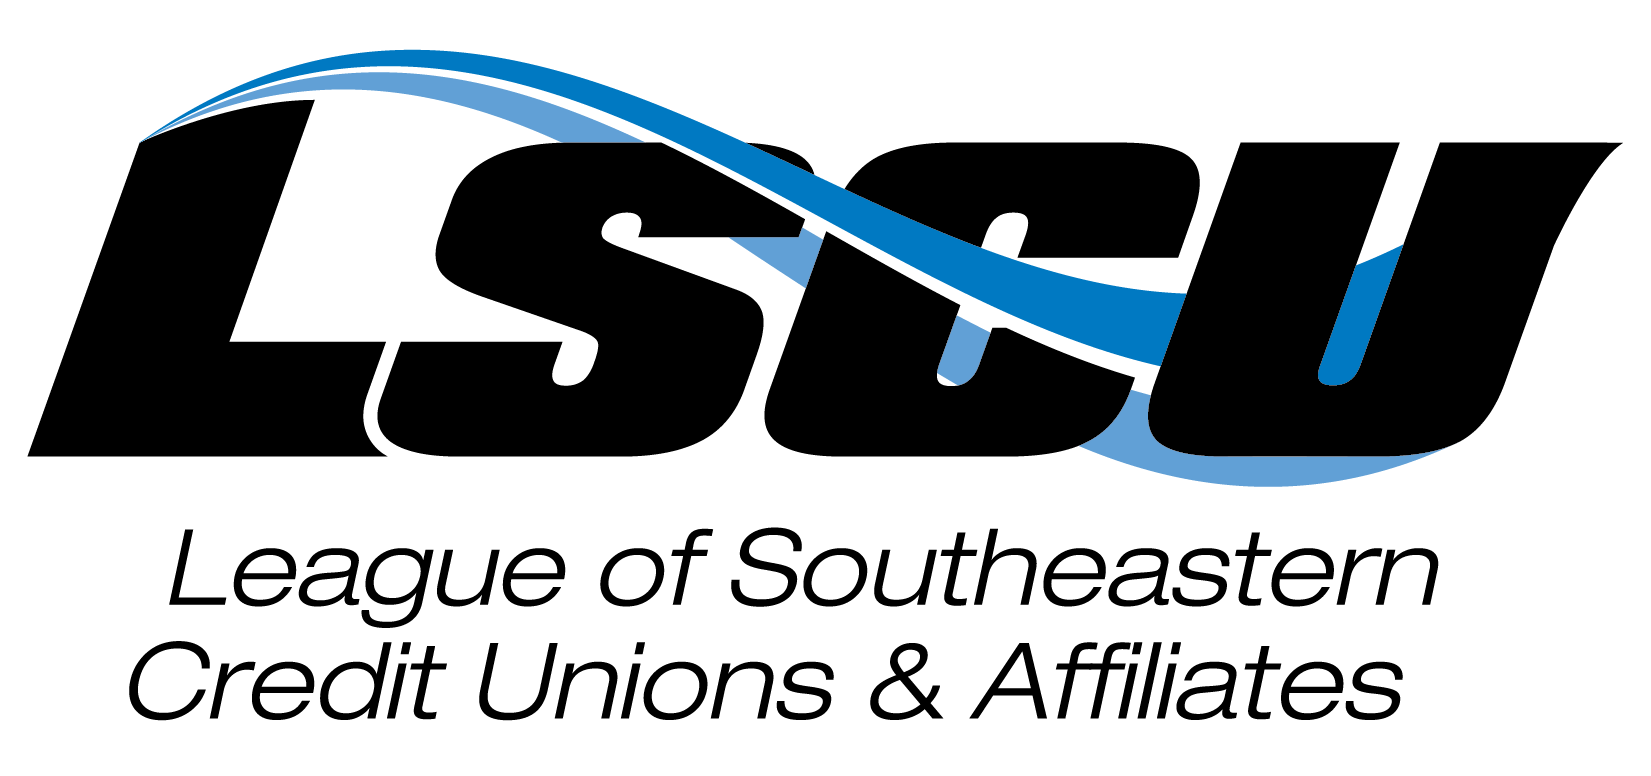 LSCU
League of Southeastern
Credit Unions & Affiliates